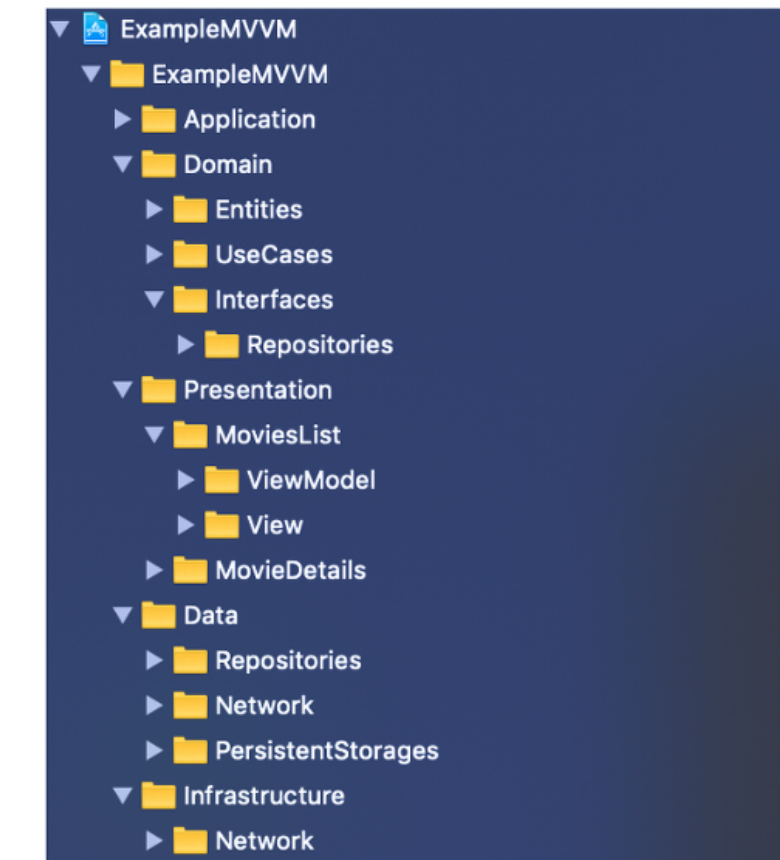 ExampleMVVM
ExampleMVVM
Application
Domain
Entities
UseCases
Interfaces
Repositories
Presentation
MoviesList
ViewModel
View
MovieDetails
Data
Repositories
Network
PersistentStorages
Infrastructure
Network